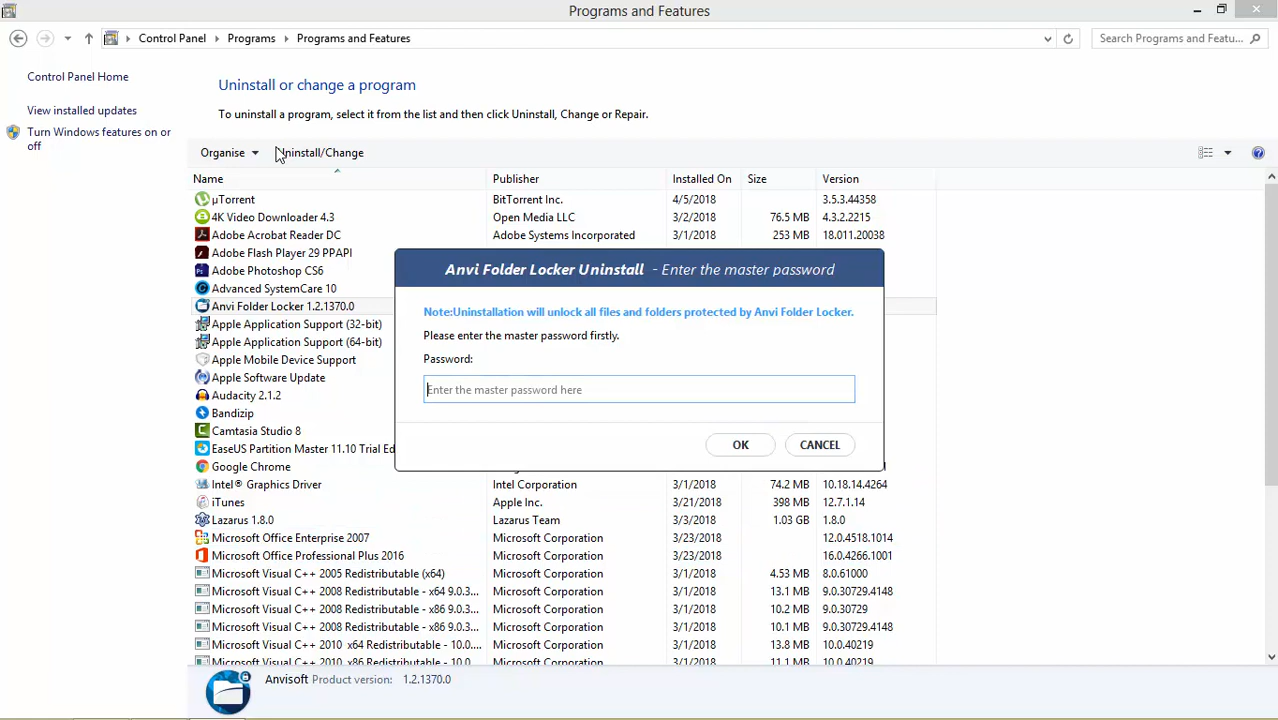 Programs and Features
Control Panel Programs Programs and Features Search Programs and Featu...
Control Panel Home
View installed updates
Turn Windows features on or off
Uninstall or change a program
To uninstall a program, select it from the list and then click Uninstall, Change or Repair.
Organise Uninstall/Change
Name Publisher Installed On Size Version
µTorrent BitTorrent Inc. 4/5/2018 3.5.3.44358
4K Video Downloader 4.3 Open Media LLC 3/2/2018 76.5 MB 4.3.2.2215
Adobe Acrobat Reader DC Adobe Systems Incorporated 3/1/2018 253 MB 18.011.20038
Adobe Flash Player 29 PPAPI
Adobe Photoshop CS6
Advanced SystemCare 10
Anvi Folder Locker 1.2.1370.0
Apple Application Support (32-bit)
Apple Application Support (64-bit)
Apple Mobile Device Support
Apple Software Update
Audacity 2.1.2
Bandizip
Camtasia Studio 8
EaseUS Partition Master 11.10 Trial Ed
Google Chrome
Intel® Graphics Driver Intel Corporation 3/1/2018 74.2 MB 10.18.14.4264
iTunes Apple Inc. 3/21/2018 398 MB 12.7.1.14
Lazarus 1.8.0 Lazarus Team 3/3/2018 1.03 GB 1.8.0
Microsoft Office Enterprise 2007 Microsoft Corporation 3/23/2018 12.0.4518.1014
Microsoft Office Professional Plus 2016 Microsoft Corporation 3/23/2018 16.0.4266.1001
Microsoft Visual C++ 2005 Redistributable (x64) Microsoft Corporation 3/1/2018 4.53 MB 8.0.61000
Microsoft Visual C++ 2008 Redistributable - x64 9.0.3... Microsoft Corporation 3/1/2018 13.1 MB 9.0.30729.4148
Microsoft Visual C++ 2008 Redistributable - x86 9.0.3... Microsoft Corporation 3/1/2018 10.2 MB 9.0.30729
Microsoft Visual C++ 2008 Redistributable - x86 9.0.3... Microsoft Corporation 3/1/2018 10.1 MB 9.0.30729.4148
Microsoft Visual C++ 2010 x64 Redistributable - 10.0.... Microsoft Corporation 3/1/2018 13.8 MB 10.0.40219
Microsoft Visual C++ 2010 x86 Redistributable - 10.0... Microsoft Corporation 3/1/2018 11.1 MB 10.0.40219
Anvisoft Product version: 1.2.1370.0
Anvi Folder Locker Uninstall - Enter the master password
Note:Uninstallation will unlock all files and folders protected by Anvi Folder Locker.
Please enter the master password firstly.
Password:
Enter the master password here
OK CANCEL